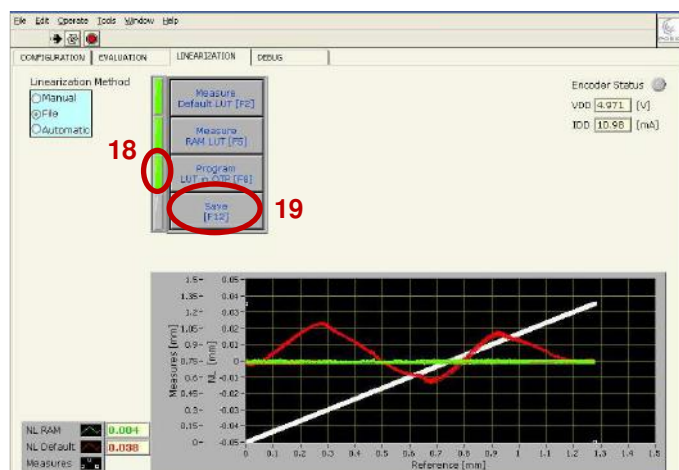 File Edit Operate Tools Window Help
CONFIGURATION EVALUATION LINEARIZATION DEBUG
Linearization Method
Manual
File
Automatic
Measure
Default LUT [F2]
Measure
RAM LUT [F5]
Program
LUT n OTP [F6]
Save
[F12]
18
19
Encoder Status
VDD 4.971 [V]
IDD 10.98 [mA]
1.5- 0.05-
1.35- 0.04-
1.2- 0.03-
1.05- 0.02-
0.9- 0.01-
0.75- 0-
0.6- -0.01-
0.45- -0.02-
0.3- -0.03-
0.15- -0.04-
0- -0.05-
Measures [mm]
NL [mm]
0 0.1 0.2 0.3 0.4 0.5 0.6 0.7 0.8 0.9 1 1.1 1.2 1.3 1.4 1.5
Reference [mm]
NL RAM 0.004
NL Default 0.038
Measures